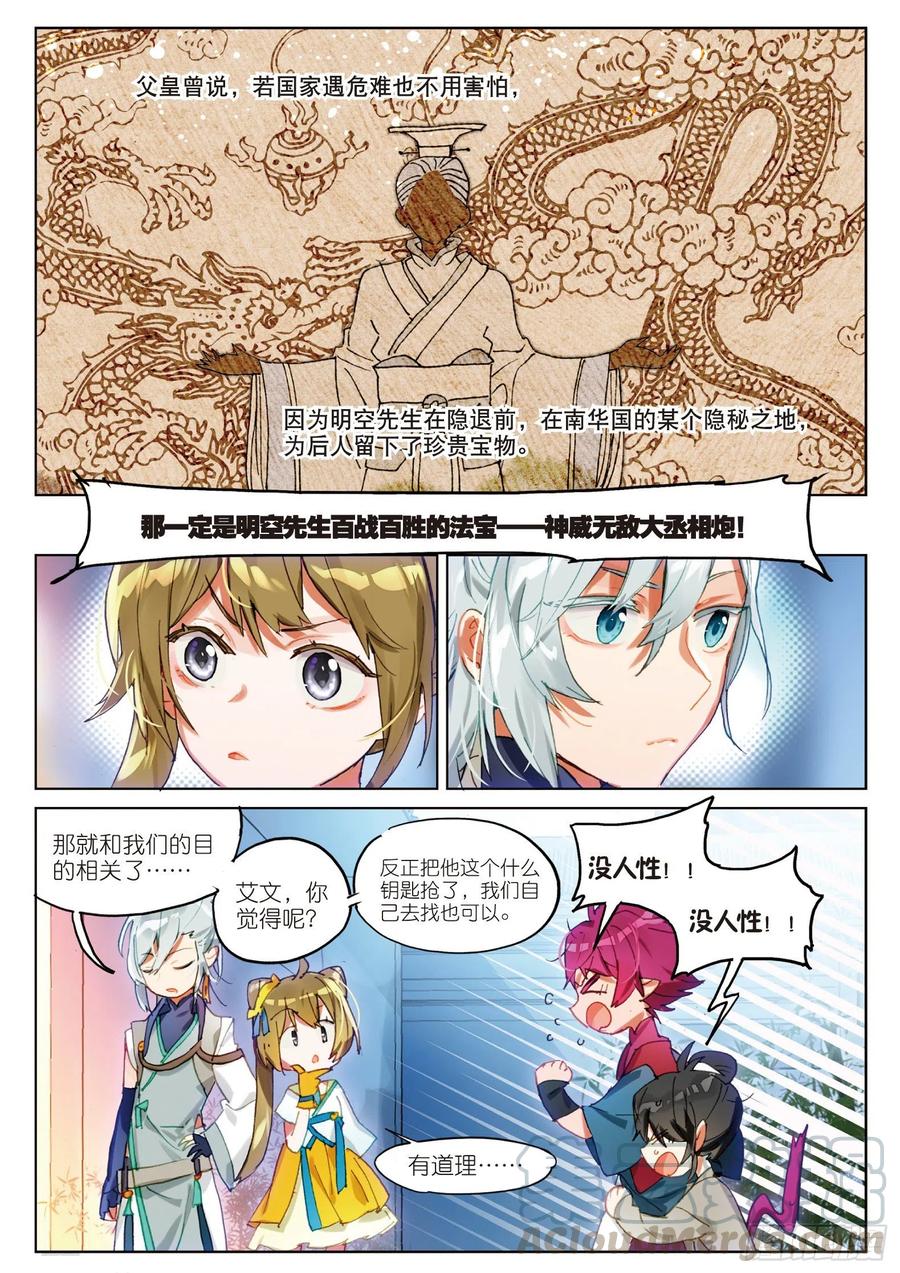 父皇曾说，若国家遇危难也不用害怕，
因为明空先生在隐退前，在南华国的某个隐秘之地，
为后人留下了珍贵宝物。
那一定是明空先生百战百胜的法宝——神威无敌大丞相炮！
那就和我们的目
的相关了……
艾文，你
觉得呢？
反正把他这个什么
钥匙抢了，我们自
己去找也可以。
没人性！！
没人性！！
有道理……
ACloudMerge.com